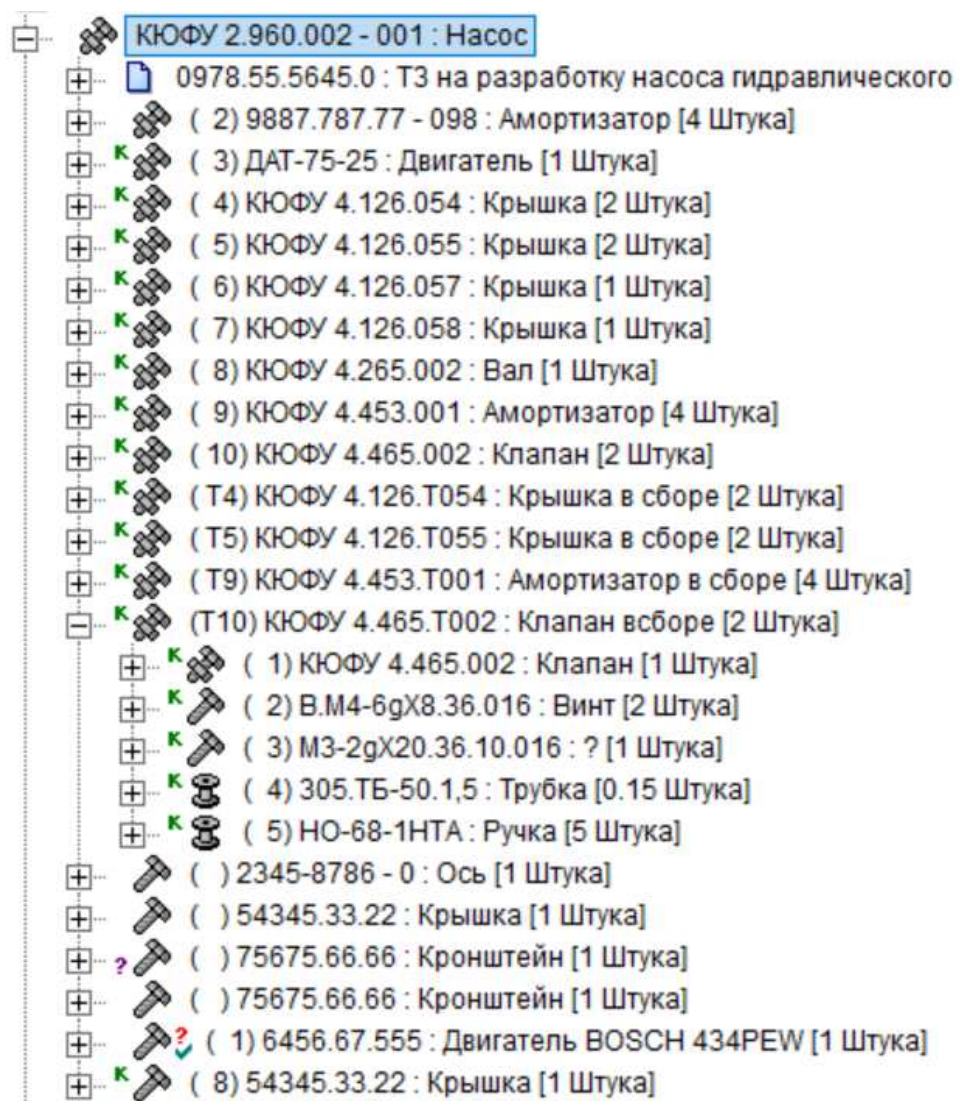 КЮФУ 2.960.002 - 001 : Насос
0978.55.5645.0 : ТЗ на разработку насоса гидравлического
К ( 2) 9887.787.77 - 098 : Амортизатор [4 Штука]
К ( 3) ДАТ-75-25 : Двигатель [1 Штука]
К ( 4) КЮФУ 4.126.054 : Крышка [2 Штука]
К ( 5) КЮФУ 4.126.055 : Крышка [2 Штука]
К ( 6) КЮФУ 4.126.057 : Крышка [1 Штука]
К ( 7) КЮФУ 4.126.058 : Крышка [1 Штука]
К ( 8) КЮФУ 4.265.002 : Вал [1 Штука]
К ( 9) КЮФУ 4.453.001 : Амортизатор [4 Штука]
К ( 10) КЮФУ 4.465.002 : Клапан [2 Штука]
К ( Т4) КЮФУ 4.126.Т054 : Крышка в сборе [2 Штука]
К ( Т5) КЮФУ 4.126.Т055 : Крышка в сборе [2 Штука]
К ( Т9) КЮФУ 4.453.Т001 : Амортизатор в сборе [4 Штука]
К (Т10) КЮФУ 4.465.Т002 : Клапан всборе [2 Штука]
К ( 1) КЮФУ 4.465.002 : Клапан [1 Штука]
К ( 2) В.М4-6gX8.36.016 : Винт [2 Штука]
К ( 3) М3-2gX20.36.10.016 : ? [1 Штука]
К ( 4) 305.ТБ-50.1,5 : Трубка [0.15 Штука]
К ( 5) НО-68-1НТА : Ручка [5 Штука]
( ) 2345-8786 - 0 : Ось [1 Штука]
( ) 54345.33.22 : Крышка [1 Штука]
? ( ) 75675.66.66 : Кронштейн [1 Штука]
( ) 75675.66.66 : Кронштейн [1 Штука]
? ( 1) 6456.67.555 : Двигатель BOSCH 434PEW [1 Штука]
К ( 8) 54345.33.22 : Крышка [1 Штука]